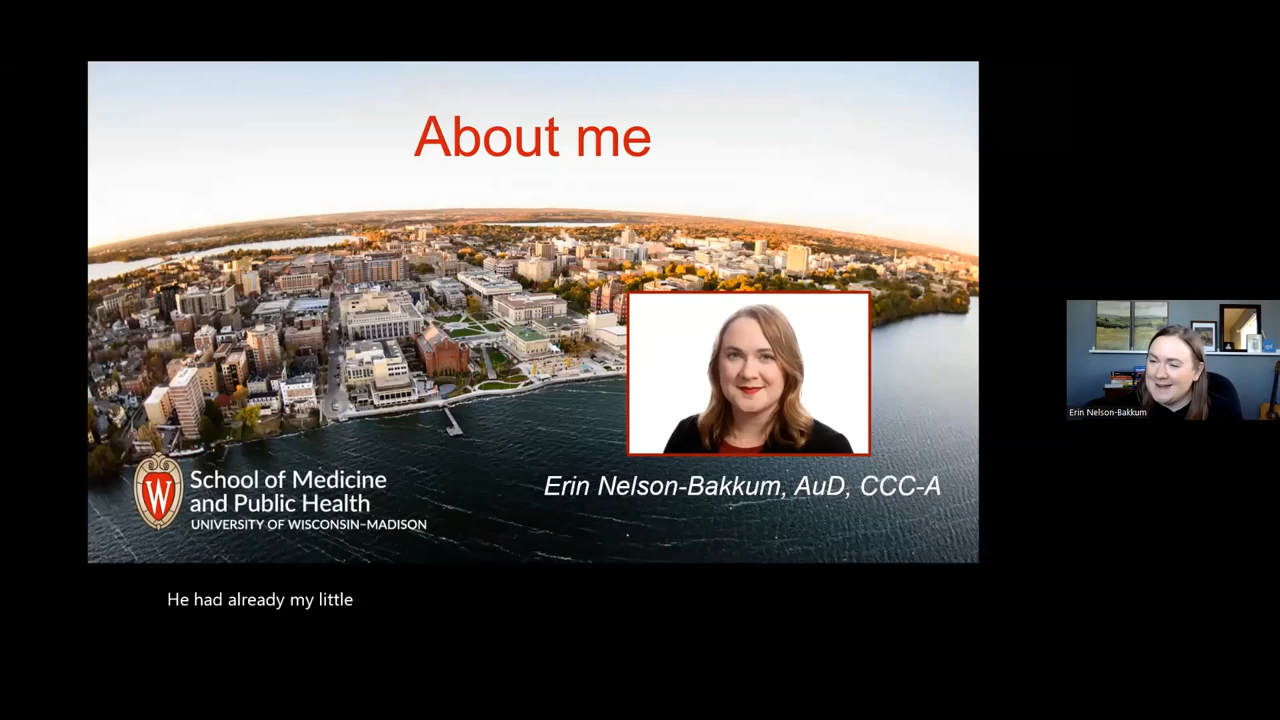 About me
W
School of Medicine
and Public Health
UNIVERSITY OF WISCONSIN–MADISON
Erin Nelson-Bakkum, AuD, CCC-A
Erin Nelson-Bakkum
He had already my little